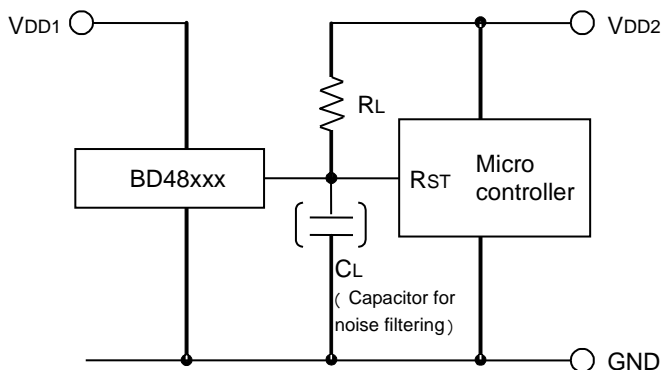 VDD1
VDD2
RL
BD48xxx
RST
Micro
controller
CL
( Capacitor for
noise filtering )
GND